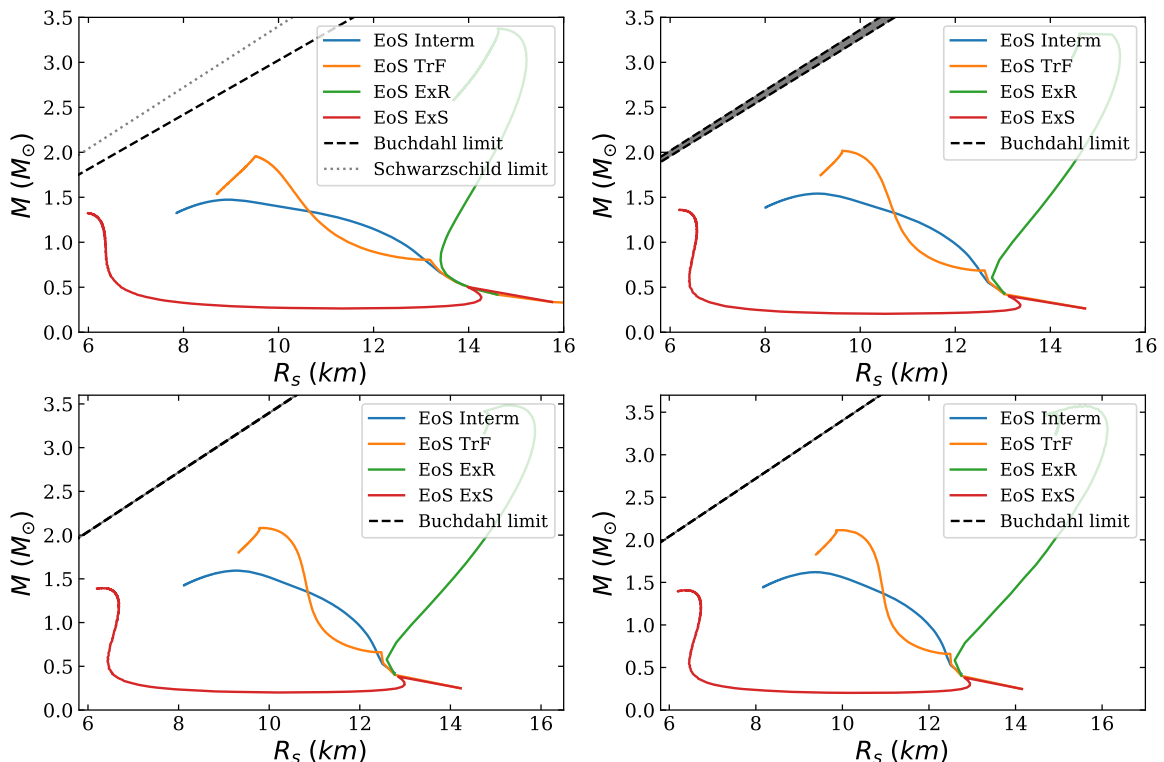 3.5
3.0
2.5
2.0
1.5
1.0
0.5
0.0
M (M⊙)
EoS Interm
EoS TrF
EoS ExR
EoS ExS
Buchdahl limit
Schwarzschild limit
6 8 10 12 14 16
R_s (km)
3.5
3.0
2.5
2.0
1.5
1.0
0.5
0.0
M (M⊙)
EoS Interm
EoS TrF
EoS ExR
EoS ExS
Buchdahl limit
6 8 10 12 14 16
R_s (km)
3.5
3.0
2.5
2.0
1.5
1.0
0.5
0.0
M (M⊙)
EoS Interm
EoS TrF
EoS ExR
EoS ExS
Buchdahl limit
6 8 10 12 14 16
R_s (km)
3.5
3.0
2.5
2.0
1.5
1.0
0.5
0.0
M (M⊙)
EoS Interm
EoS TrF
EoS ExR
EoS ExS
Buchdahl limit
6 8 10 12 14 16
R_s (km)